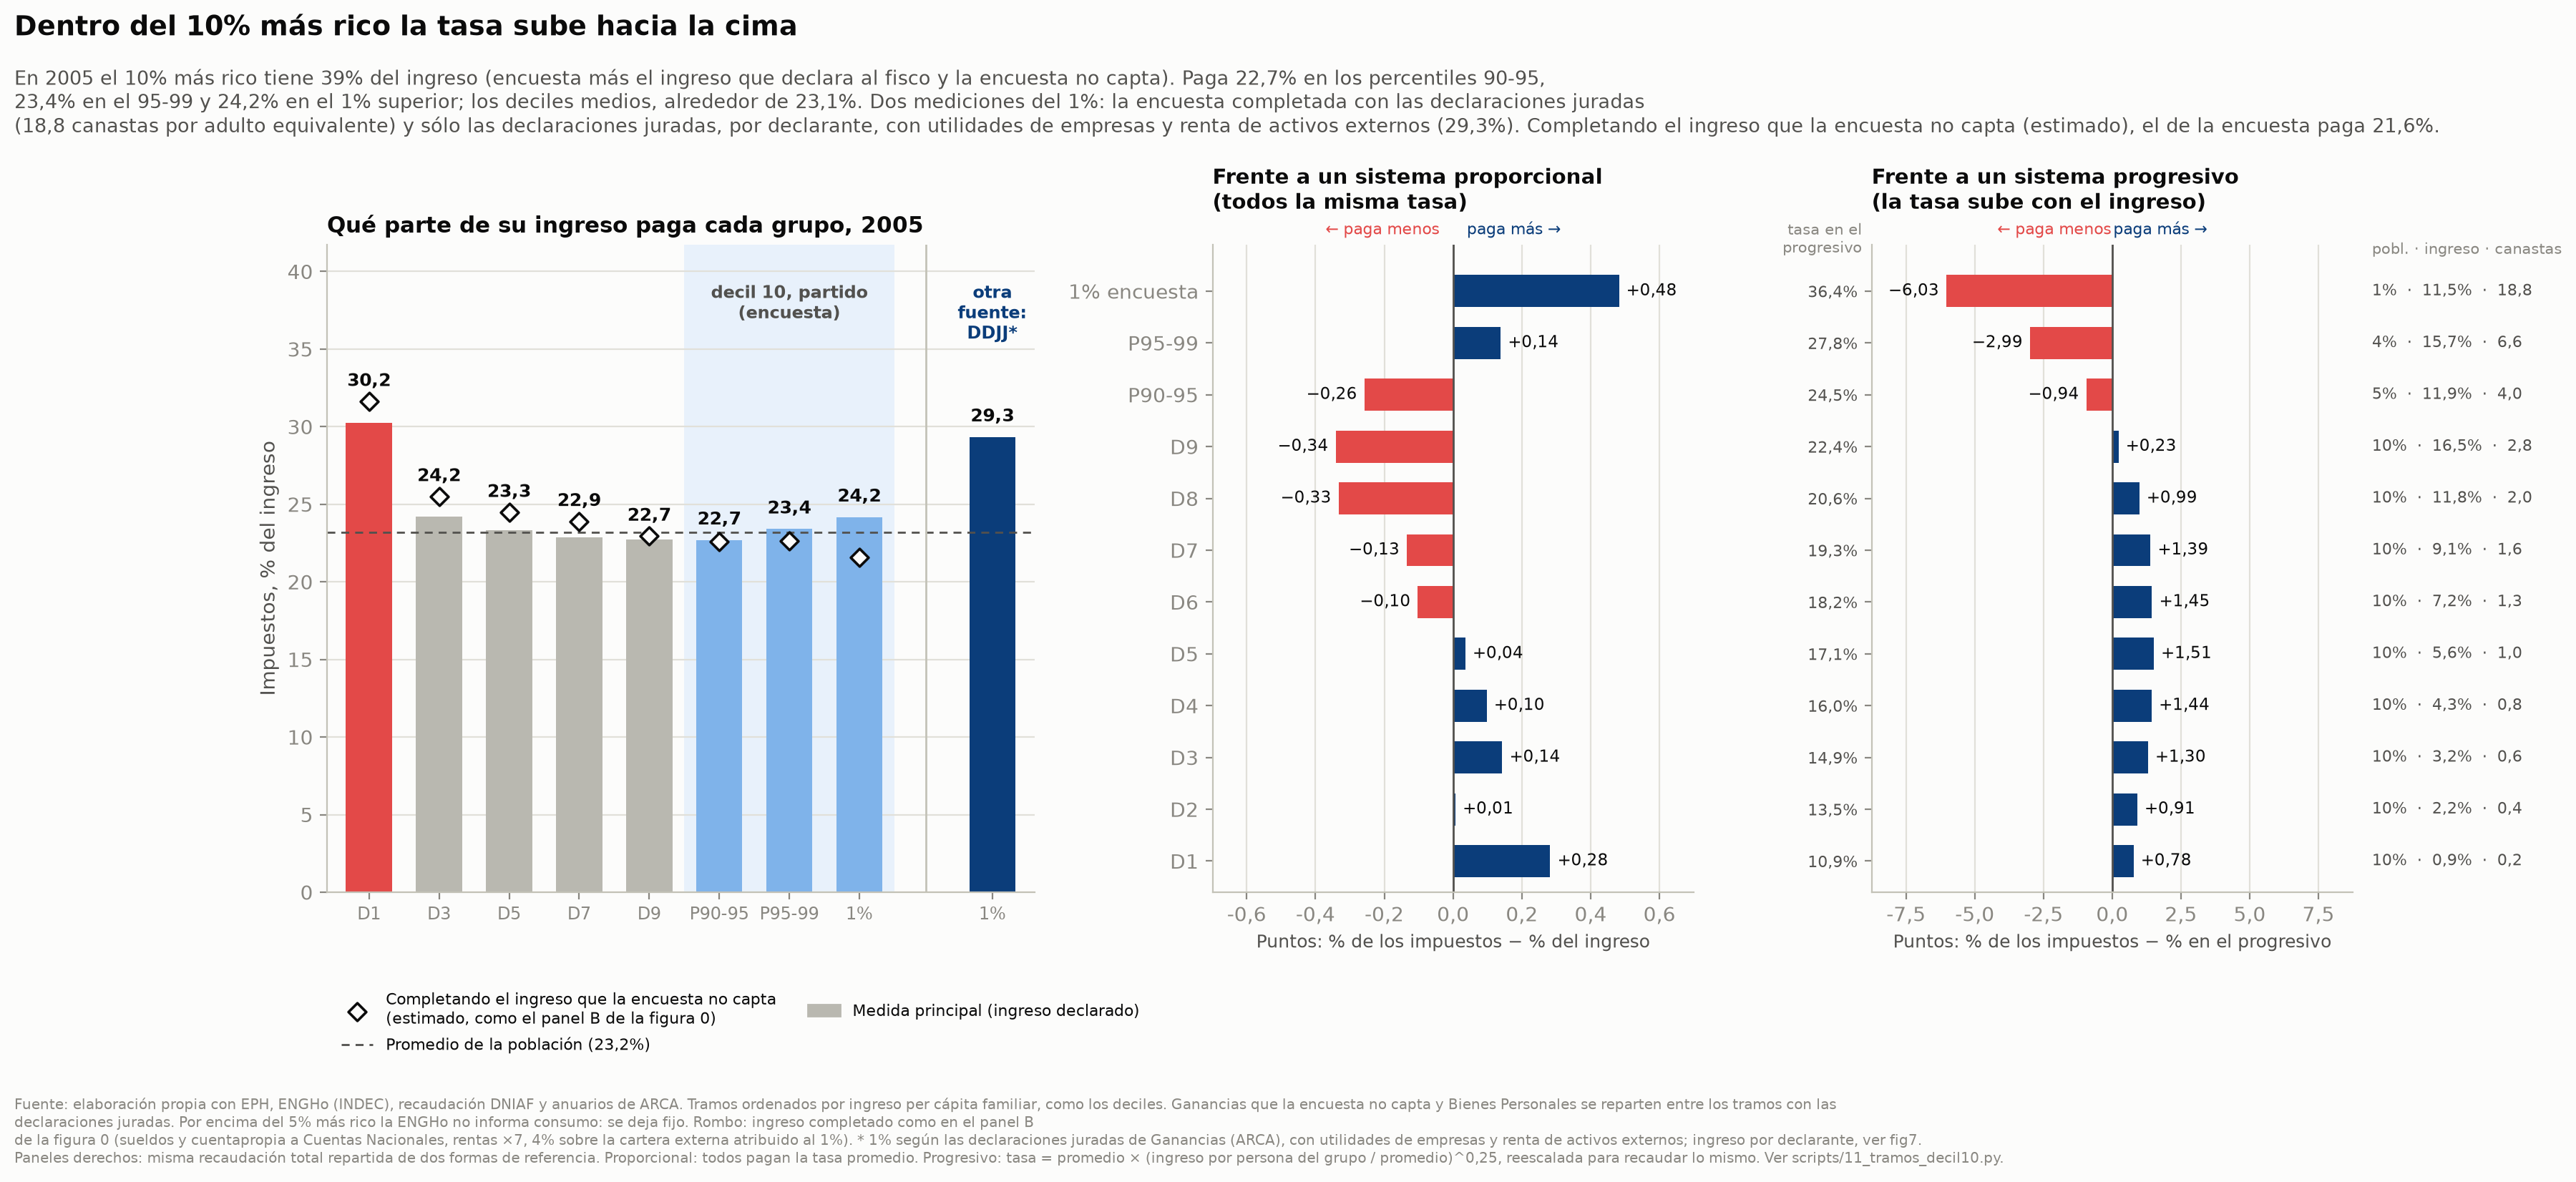 Dentro del 10% más rico la tasa sube hacia la cima
En 2005 el 10% más rico tiene 39% del ingreso (encuesta más el ingreso que declara al fisco y la encuesta no capta). Paga 22,7% en los percentiles 90-95,
23,4% en el 95-99 y 24,2% en el 1% superior; los deciles medios, alrededor de 23,1%. Dos mediciones del 1%: la encuesta completada con las declaraciones juradas
(18,8 canastas por adulto equivalente) y sólo las declaraciones juradas, por declarante, con utilidades de empresas y renta de activos externos (29,3%). Completando el ingreso que la encuesta no capta (estimado), el de la encuesta paga 21,6%.
Qué parte de su ingreso paga cada grupo, 2005
Impuestos, % del ingreso
40
35
30
25
20
15
10
5
0
decil 10, partido
(encuesta)
otra
fuente:
DDJJ*
30,2
24,2
23,3
22,9
22,7
22,7
23,4
24,2
29,3
D1
D3
D5
D7
D9
P90-95
P95-99
1%
1%
Completando el ingreso que la encuesta no capta
(estimado, como el panel B de la figura 0)
Promedio de la población (23,2%)
Medida principal (ingreso declarado)
Frente a un sistema proporcional
(todos la misma tasa)
← paga menos
paga más →
1% encuesta
+0,48
P95-99
+0,14
P90-95
−0,26
D9
−0,34
D8
−0,33
D7
−0,13
D6
−0,10
D5
+0,04
D4
+0,10
D3
+0,14
D2
+0,01
D1
+0,28
-0,6
-0,4
-0,2
0,0
0,2
0,4
0,6
Puntos: % de los impuestos − % del ingreso
Frente a un sistema progresivo
(la tasa sube con el ingreso)
← paga menos
paga más →
tasa en el
progresivo
pobl. · ingreso · canastas
36,4%
−6,03
1% · 11,5% · 18,8
27,8%
−2,99
4% · 15,7% · 6,6
24,5%
−0,94
5% · 11,9% · 4,0
22,4%
+0,23
10% · 16,5% · 2,8
20,6%
+0,99
10% · 11,8% · 2,0
19,3%
+1,39
10% · 9,1% · 1,6
18,2%
+1,45
10% · 7,2% · 1,3
17,1%
+1,51
10% · 5,6% · 1,0
16,0%
+1,44
10% · 4,3% · 0,8
14,9%
+1,30
10% · 3,2% · 0,6
13,5%
+0,91
10% · 2,2% · 0,4
10,9%
+0,78
10% · 0,9% · 0,2
-7,5
-5,0
-2,5
0,0
2,5
5,0
7,5
Puntos: % de los impuestos − % en el progresivo
Fuente: elaboración propia con EPH, ENGHo (INDEC), recaudación DNIAF y anuarios de ARCA. Tramos ordenados por ingreso per cápita familiar, como los deciles. Ganancias que la encuesta no capta y Bienes Personales se reparten entre los tramos con las
declaraciones juradas. Por encima del 5% más rico la ENGHo no informa consumo: se deja fijo. Rombo: ingreso completado como en el panel B
de la figura 0 (sueldos y cuentapropia a Cuentas Nacionales, rentas ×7, 4% sobre la cartera externa atribuido al 1%). * 1% según las declaraciones juradas de Ganancias (ARCA), con utilidades de empresas y renta de activos externos; ingreso por declarante, ver fig7.
Paneles derechos: misma recaudación total repartida de dos formas de referencia. Proporcional: todos pagan la tasa promedio. Progresivo: tasa = promedio × (ingreso por persona del grupo / promedio)^0,25, reescalada para recaudar lo mismo. Ver scripts/11_tramos_decil10.py.